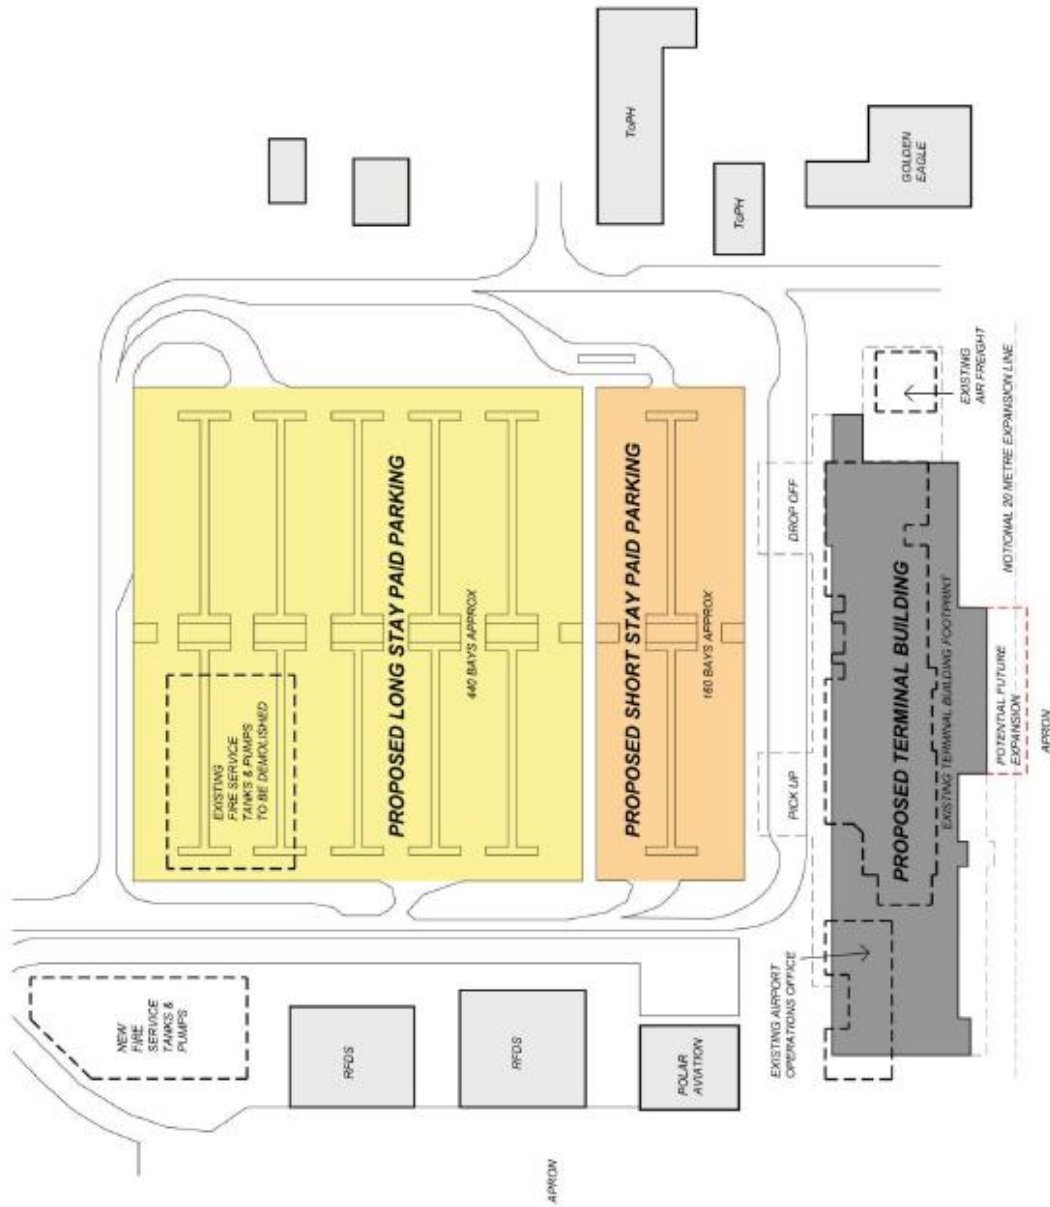 NEW
FIRE
SERVICE
TANKS &
PUMPS
EXISTING
FIRE SERVICE
TANKS & PUMPS
TO BE DEMOLISHED
RFDS
PROPOSED LONG STAY PAID PARKING
440 BAYS APPROX
RFDS
APRON
PROPOSED SHORT STAY PAID PARKING
160 BAYS APPROX
ToPH
POLAR
AVIATION
ToPH
EXISTING AIRPORT
OPERATIONS OFFICE
PICK UP
DROP OFF
PROPOSED TERMINAL BUILDING
EXISTING TERMINAL BUILDING FOOTPRINT
GOLDEN
EAGLE
EXISTING
AIR FREIGHT
POTENTIAL FUTURE
EXPANSION
NOTIONAL 20 METRE EXPANSION LINE
APRON